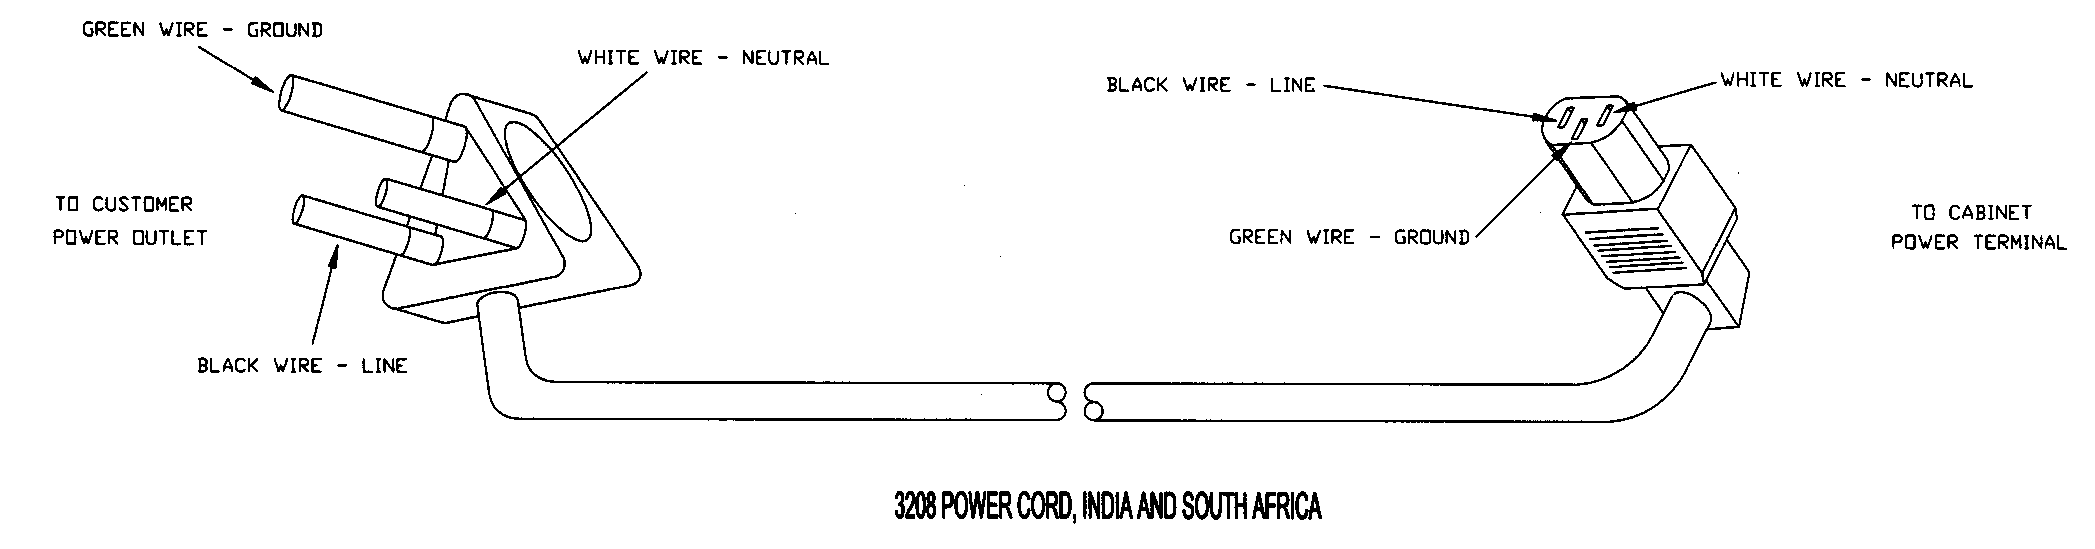 GREEN WIRE - GROUND
WHITE WIRE - NEUTRAL
TO CUSTOMER
POWER OUTLET
BLACK WIRE - LINE
BLACK WIRE - LINE
WHITE WIRE - NEUTRAL
GREEN WIRE - GROUND
TO CABINET
POWER TERMINAL
3208 POWER CORD, INDIA AND SOUTH AFRICA